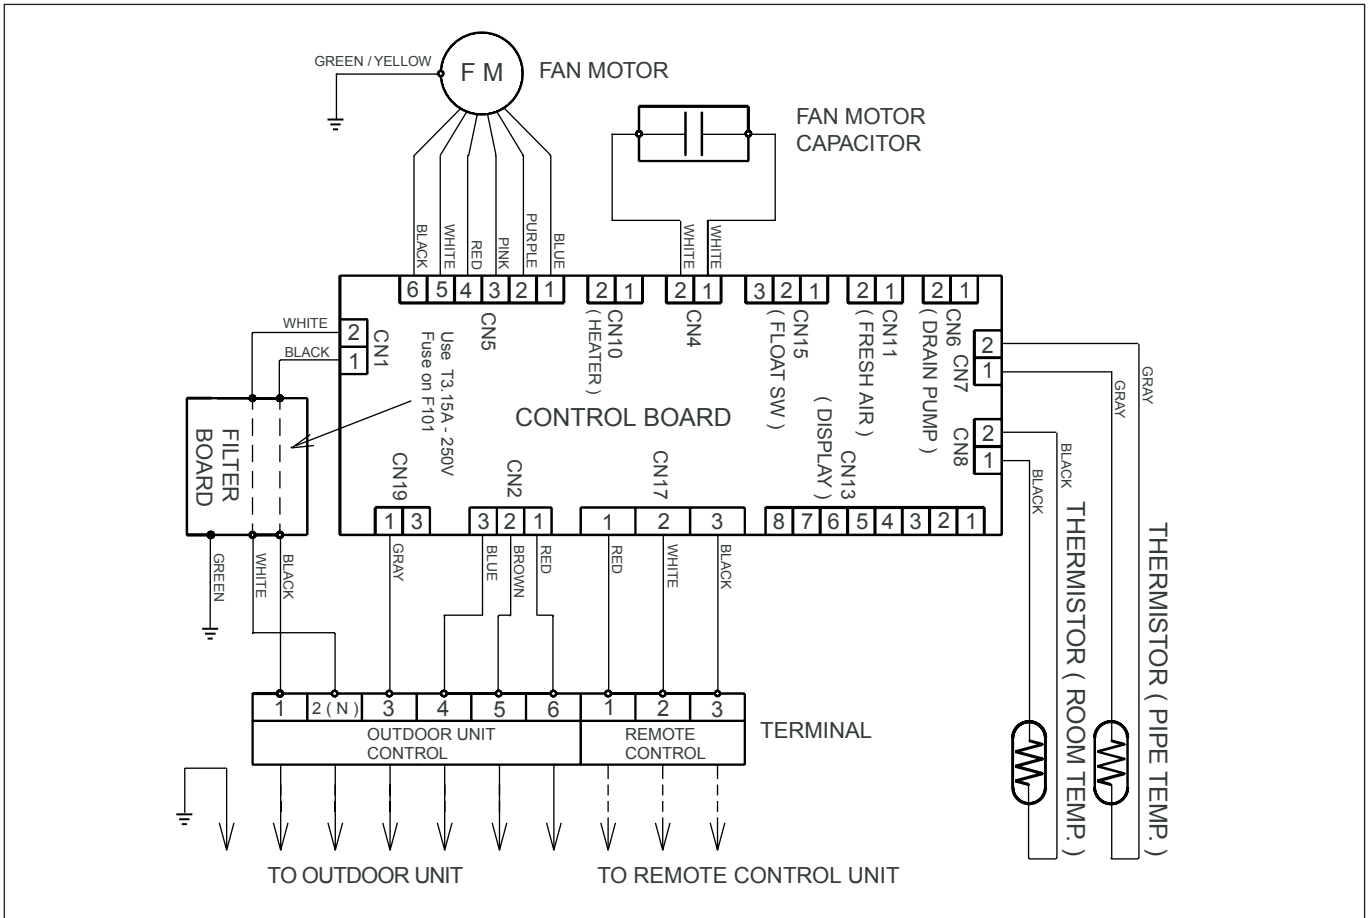 GREEN / YELLOW
F M
FAN MOTOR
FAN MOTOR
CAPACITOR
BLACK
WHITE
RED
PINK
PURPLE
BLUE
WHITE
WHITE
6 5 4 3 2 1
CN5
2 1
CN10
( HEATER )
2 1
CN4
3 2 1
CN15
( FLOAT SW )
2 1
CN11
( FRESH AIR )
2 1
CN6
( DRAIN PUMP )
WHITE
BLACK
2
1
CN1
Use T3.15A - 250V
Fuse on F101
CONTROL BOARD
2
1
CN7
GRAY
GRAY
2
1
CN8
BLACK
BLACK
FILTER
BOARD
CN19
1 3
CN2
3 2 1
CN17
1 2 3
CN13
( DISPLAY )
8 7 6 5 4 3 2 1
GREEN
WHITE
BLACK
GRAY
BLUE
BROWN
RED
RED
WHITE
BLACK
THERMISTOR ( ROOM TEMP. )
THERMISTOR ( PIPE TEMP. )
1 2 ( N ) 3 4 5 6 1 2 3
OUTDOOR UNIT
CONTROL
REMOTE
CONTROL
TERMINAL
TO OUTDOOR UNIT
TO REMOTE CONTROL UNIT